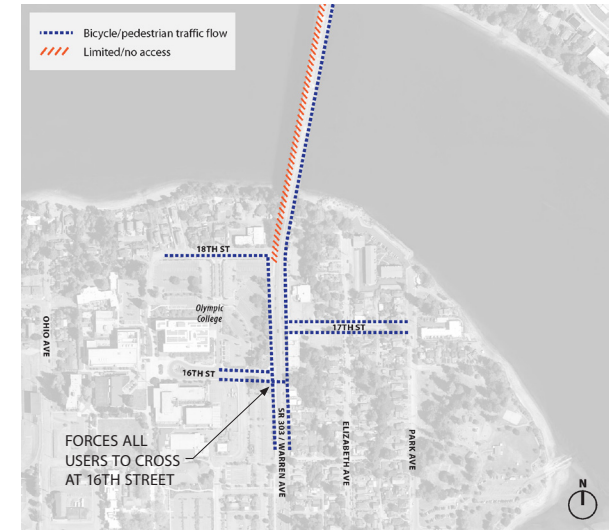 Bicycle/pedestrian traffic flow
Limited/no access
18TH ST
Olympic
College
OHIO AVE
17TH ST
16TH ST
FORCES ALL
USERS TO CROSS
AT 16TH STREET
SR 303 / WARREN AVE
ELIZABETH AVE
PARK AVE
N